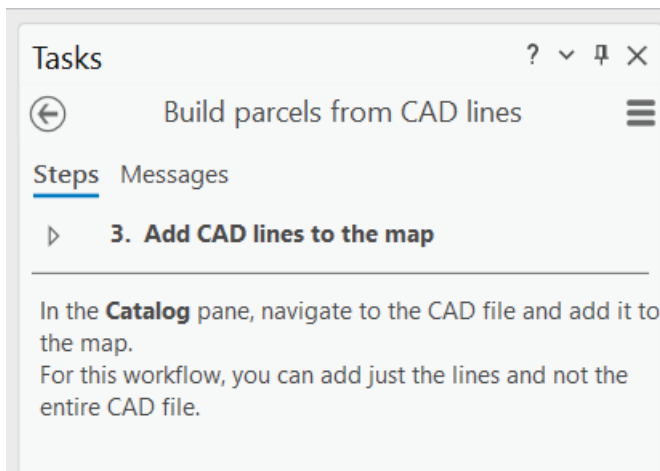 Tasks ?
Build parcels from CAD lines
Steps Messages
3. Add CAD lines to the map
In the Catalog pane, navigate to the CAD file and add it to
the map.
For this workflow, you can add just the lines and not the
entire CAD file.